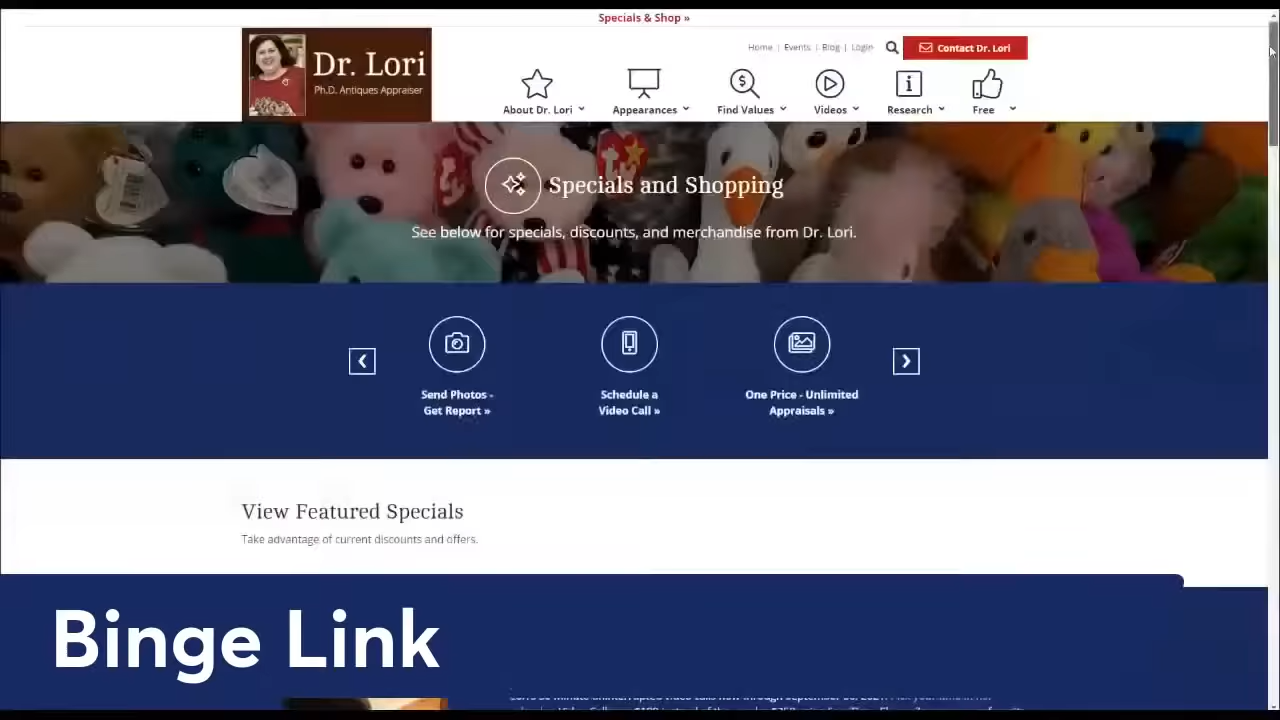 Specials & Shop »
Dr. Lori
Ph.D. Antiques Appraiser
Home | Events | Blog | Login
Contact Dr. Lori
About Dr. Lori
Appearances
Find Values
Videos
Research
Free
ty
Specials and Shopping
See below for specials, discounts, and merchandise from Dr. Lori.
Send Photos -
Get Report »
Schedule a
Video Call »
One Price - Unlimited
Appraisals »
View Featured Specials
Take advantage of current discounts and offers.
Binge Link